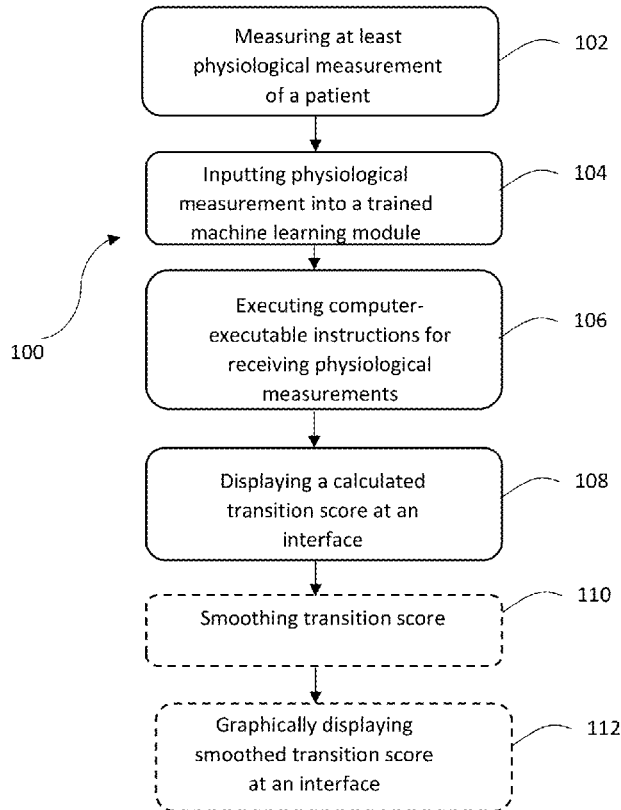 Measuring at least
physiological measurement
of a patient
102
Inputting physiological
measurement into a trained
machine learning module
104
Executing computer-
executable instructions for
receiving physiological
measurements
106
100
Displaying a calculated
transition score at an
interface
108
Smoothing transition score
110
Graphically displaying
smoothed transition score
at an interface
112